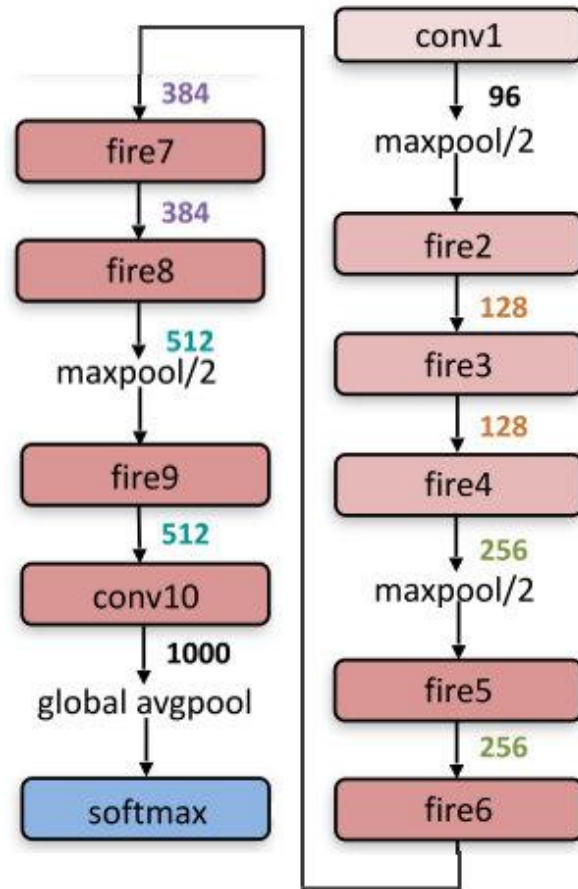 conv1
96
maxpool/2
fire2
128
fire3
128
fire4
256
maxpool/2
fire5
256
fire6
384
fire7
384
fire8
512
maxpool/2
fire9
512
conv10
1000
global avgpool
softmax